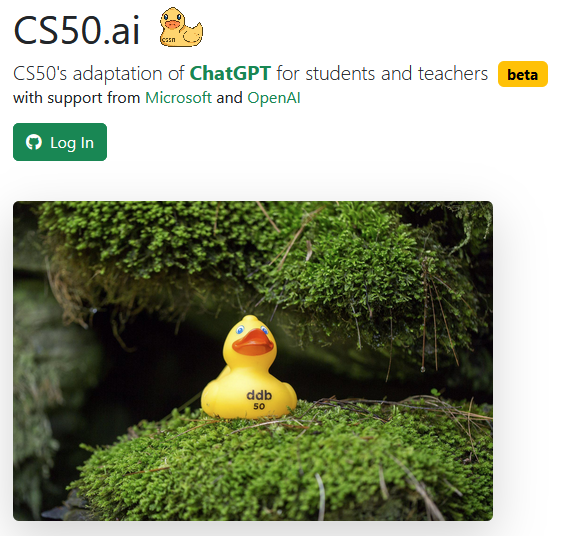 CS50.ai
CS50's adaptation of ChatGPT for students and teachers beta
with support from Microsoft and OpenAI
Log In
ddb
50